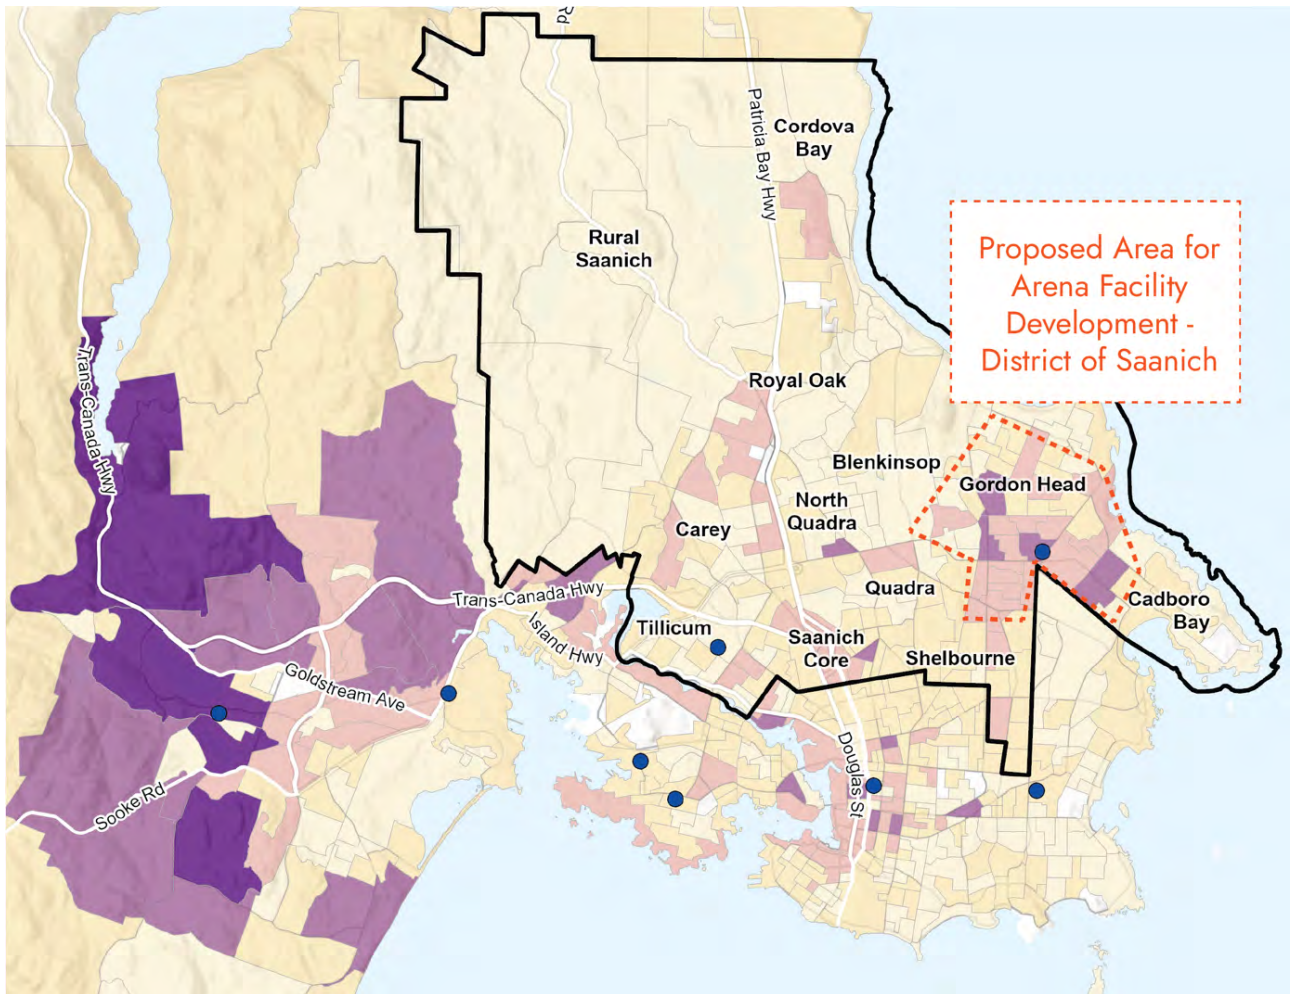 Rd
Patricia Bay Hwy
Cordova
Bay
Rural
Saanich
Proposed Area for
Arena Facility
Development -
District of Saanich
Trans-Canada Hwy
Royal Oak
Blenkinsop
Gordon Head
North
Quadra
Carey
Trans-Canada Hwy
Quadra
Cadboro
Bay
Island Hwy
Tillicum
Saanich
Core
Shelbourne
Goldstream Ave
Douglas St
Sooke Rd